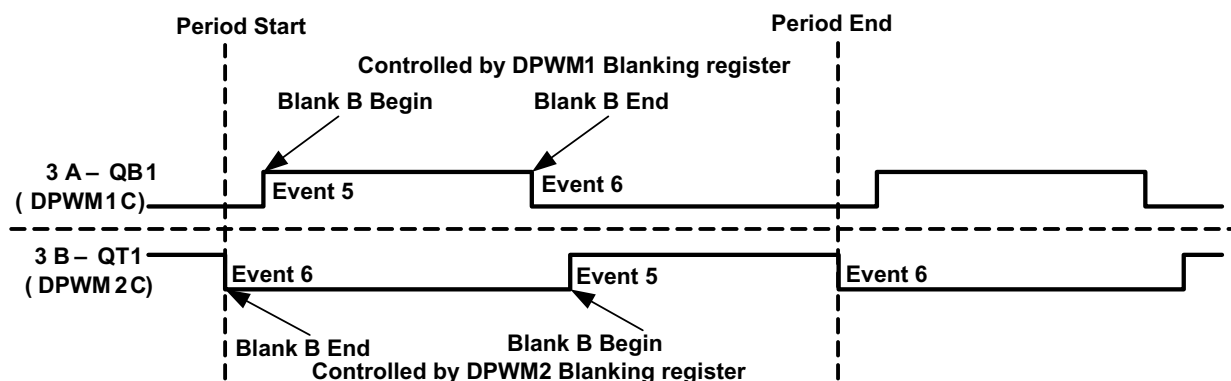 Period Start
Period End
Controlled by DPWM1 Blanking register
Blank B Begin
Blank B End
3 A – QB1
( DPWM1C)
Event 5
Event 6
3 B – QT1
( DPWM 2C)
Event 6
Event 5
Event 6
Blank B End
Blank B Begin
Controlled by DPWM2 Blanking register